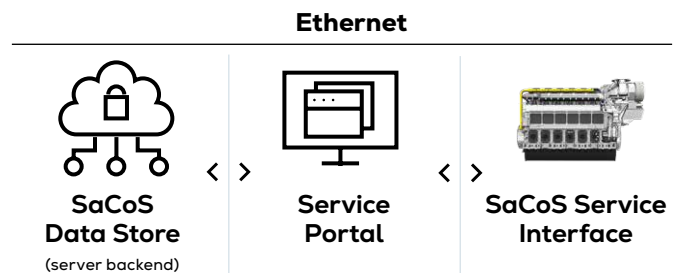 Ethernet
SaCoS
Data Store
(server backend)
Service
Portal
SaCoS Service
Interface